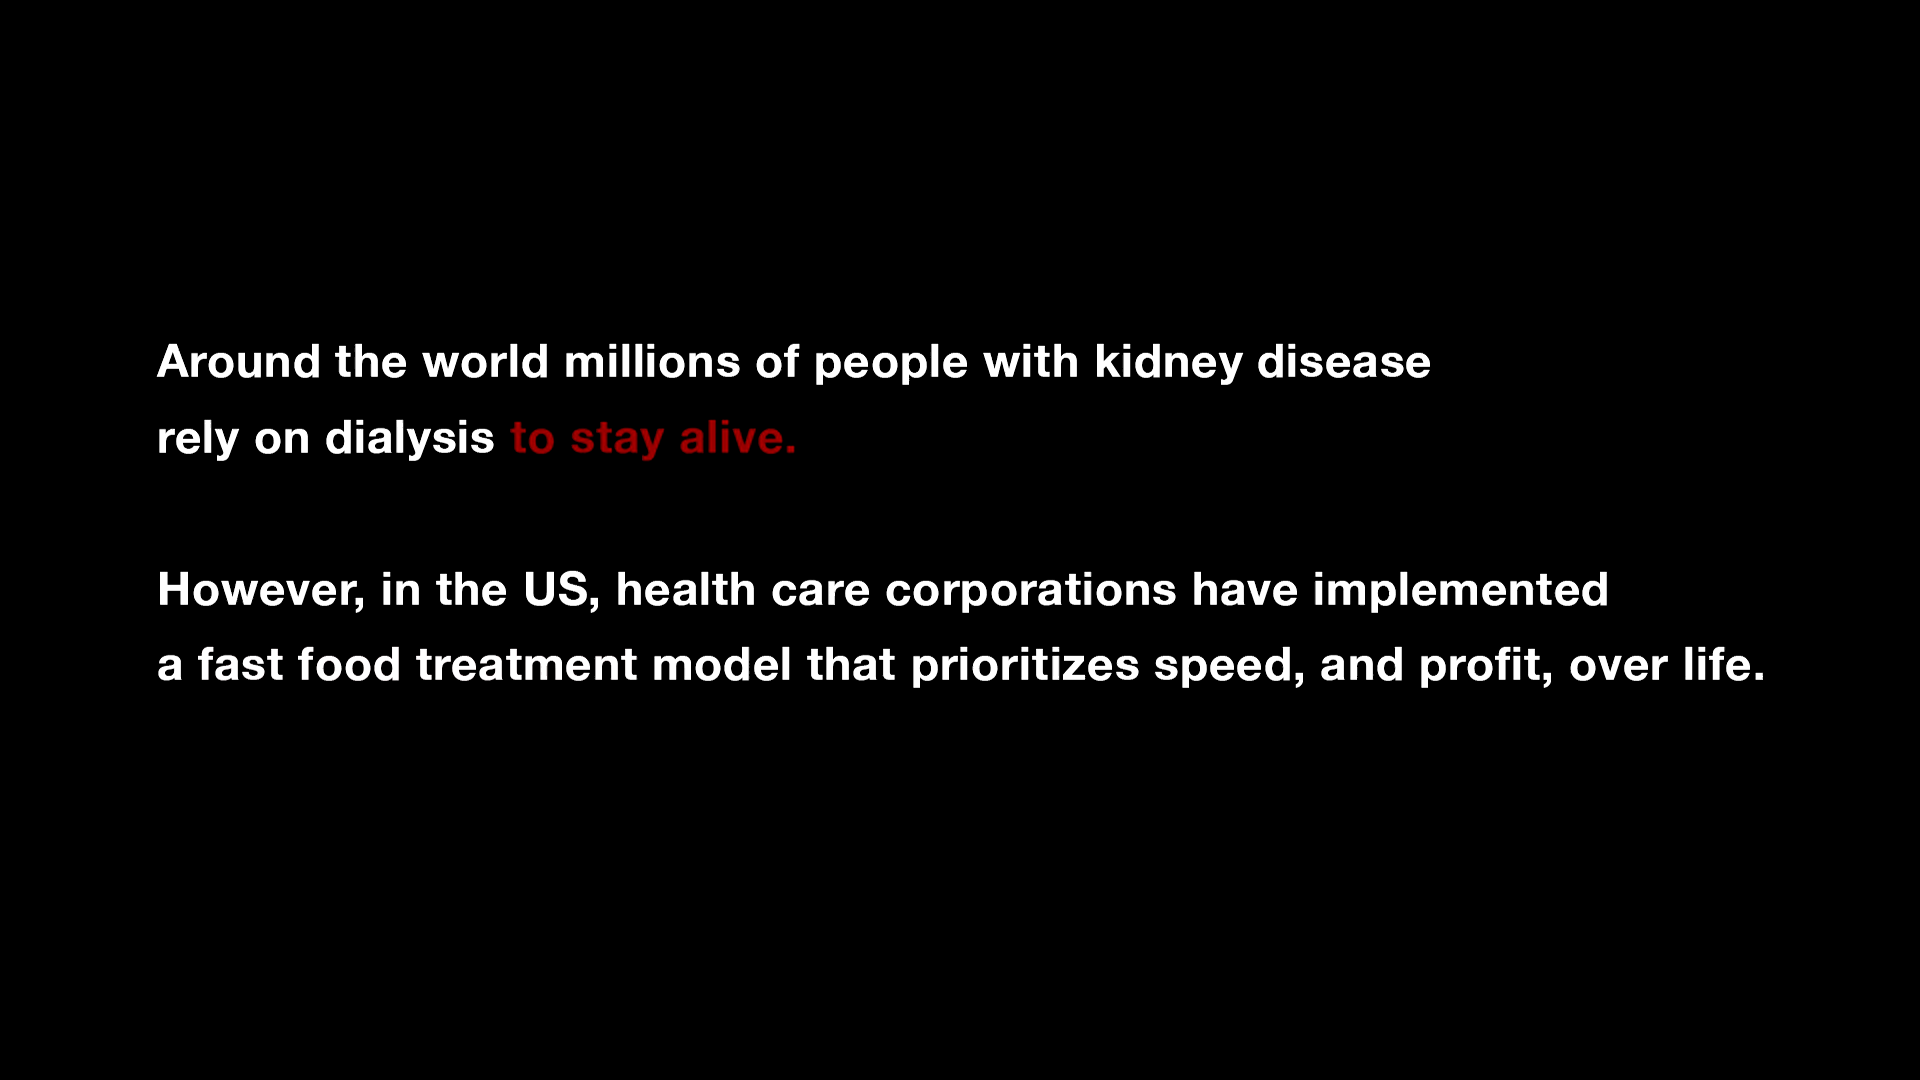 Around the world millions of people with kidney disease
rely on dialysis to stay alive.
However, in the US, health care corporations have implemented
a fast food treatment model that prioritizes speed, and profit, over life.